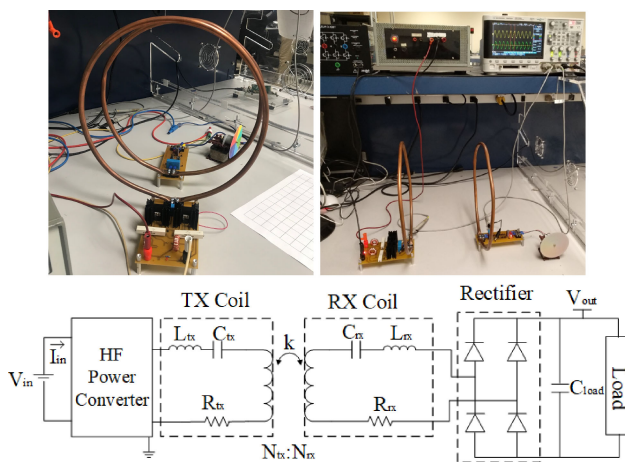 TX Coil
RX Coil
Rectifier
Vout
Iin
Ltx
Ctx
k
Crx
Lrx
HF
Power
Converter
Vin
Cload
Load
Rtx
Rrx
Ntx:Nrx